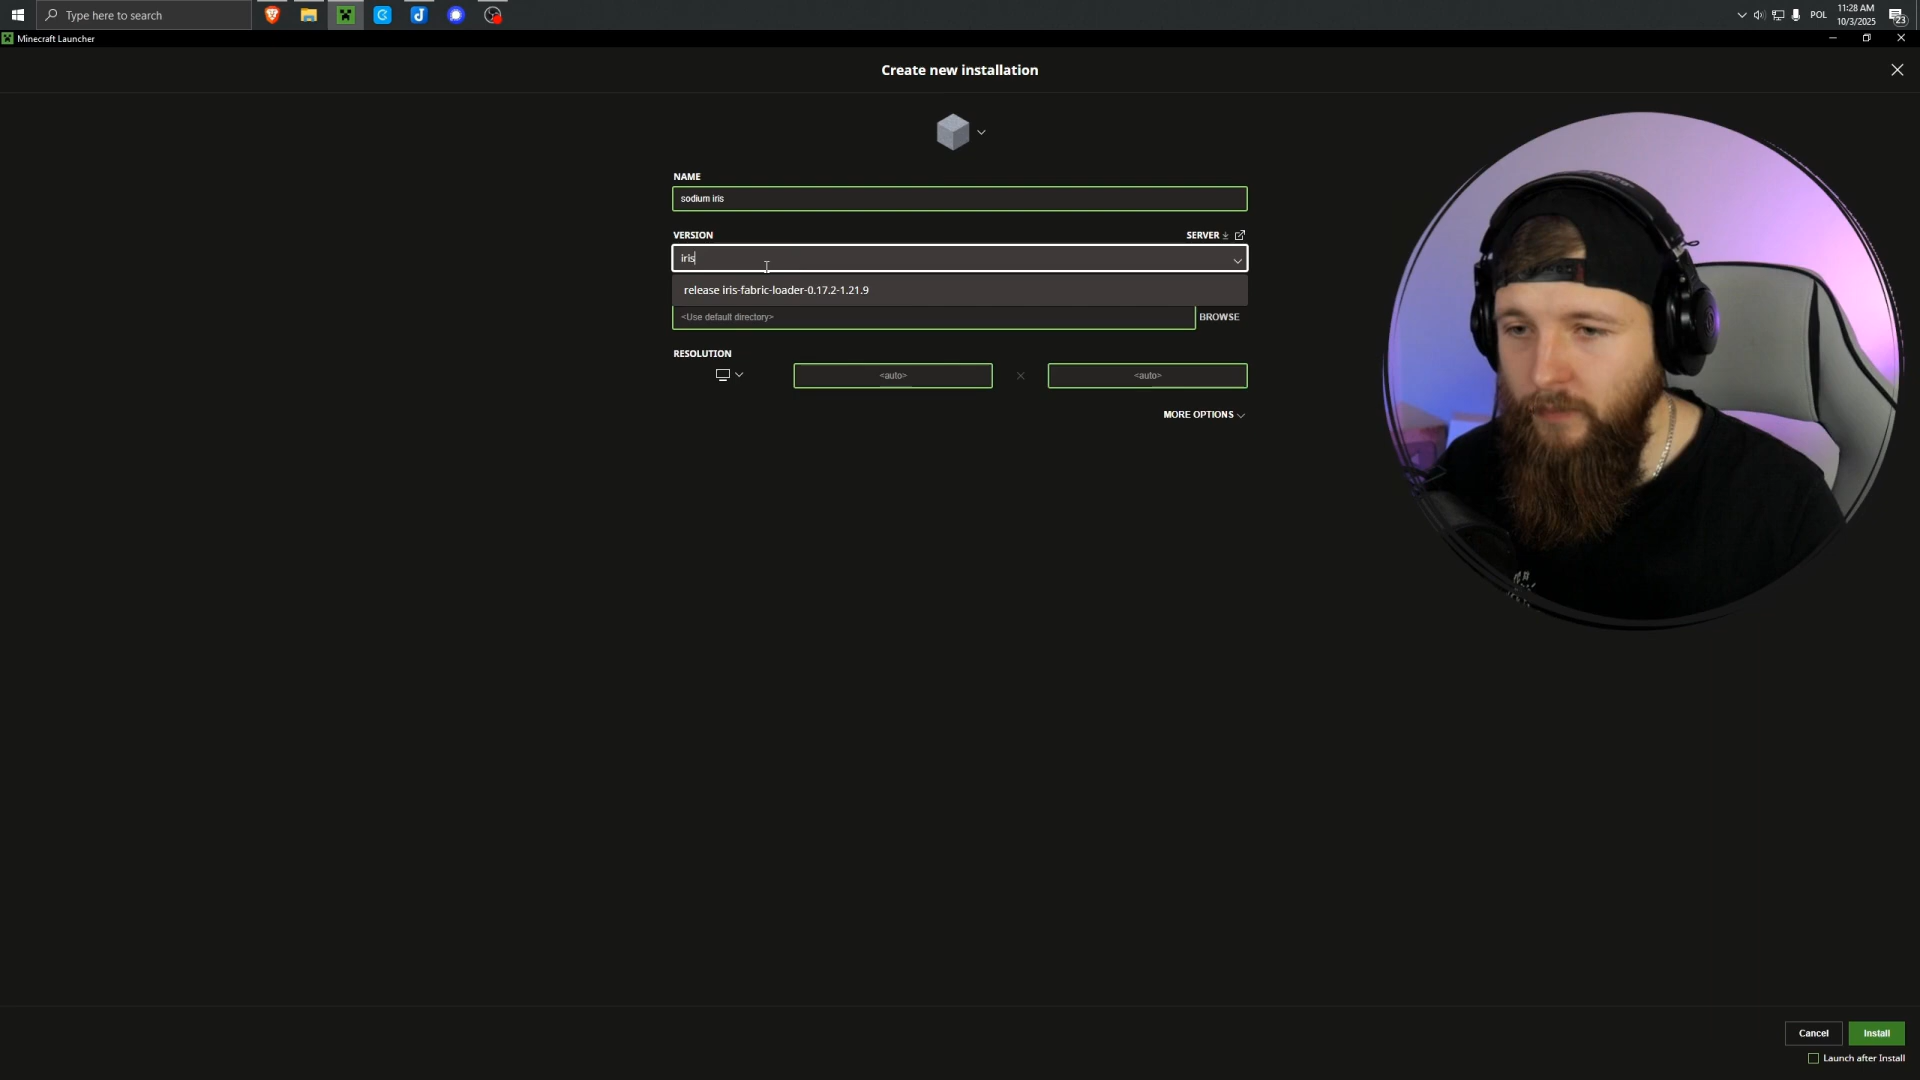 Type here to search
POL
11:28 AM
10/3/2025
23
Minecraft Launcher
Create new installation
NAME
sodium iris
VERSION
SERVER
iris
release iris-fabric-loader-0.17.2-1.21.9
<Use default directory>
BROWSE
RESOLUTION
<auto>
<auto>
MORE OPTIONS
Cancel
Install
Launch after Install